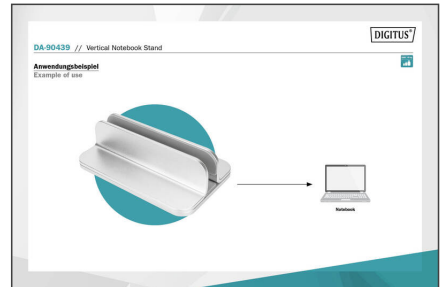 DIGITUS®
DA-90439 // Vertical Notebook Stand
Anwendungsbeispiel
Example of use
Notebook